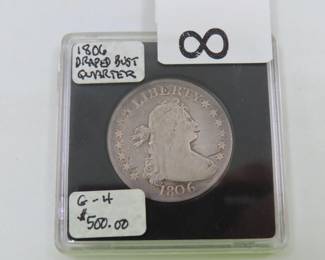 1806
DRAPED BUST
QUARTER
8
LIBERTY
1806
G-4
$500.00